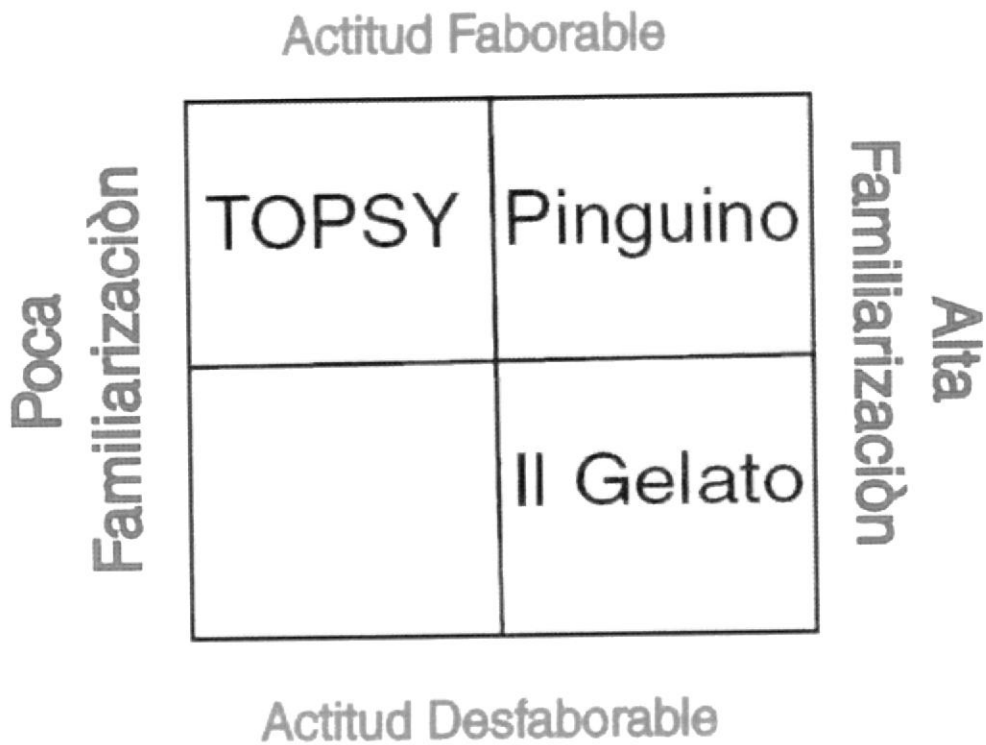 Actitud Faborable
Poca
Familiarizaciòn
TOPSY
Pinguino
Il Gelato
Alta
Familiarizaciòn
Actitud Desfaborable